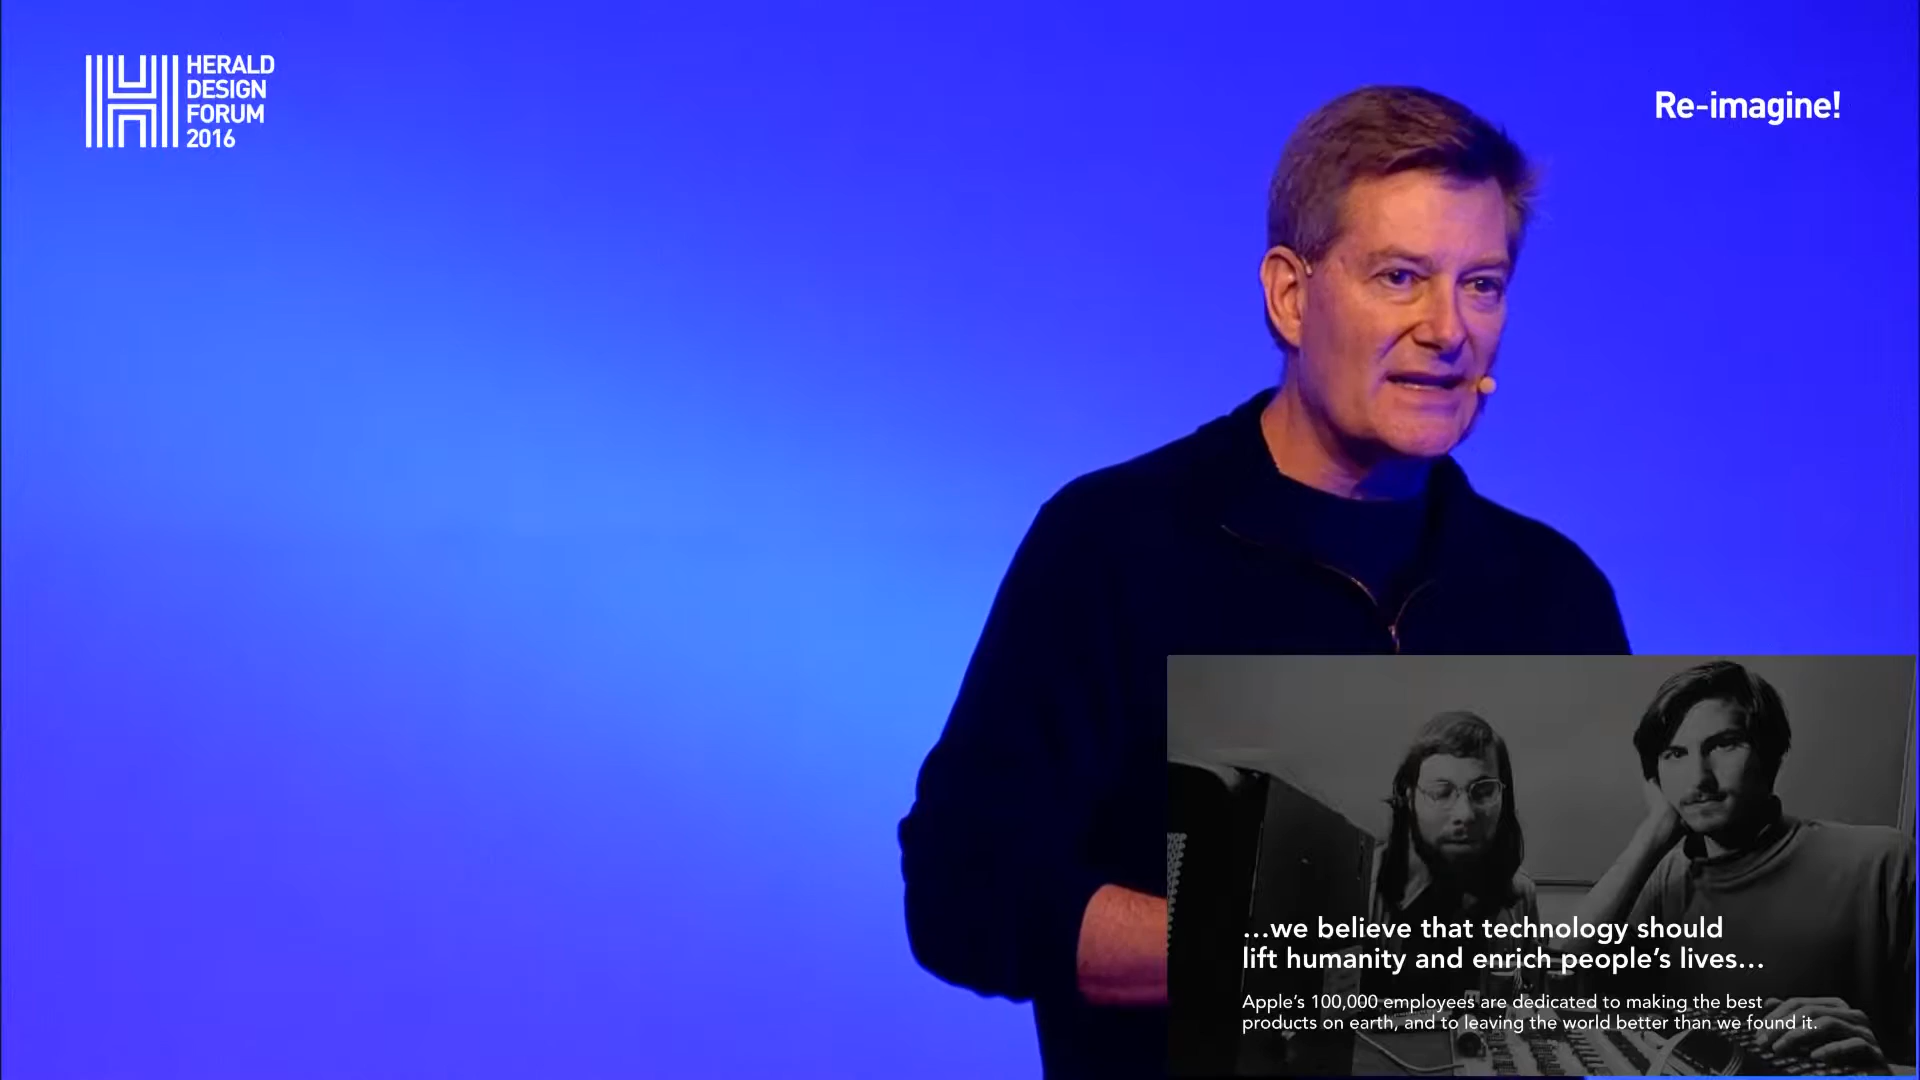 HERALD
DESIGN
FORUM
2016
Re-imagine!
...we believe that technology should
lift humanity and enrich people's lives...
Apple's 100,000 employees are dedicated to making the best
products on earth, and to leaving the world better than we found it.